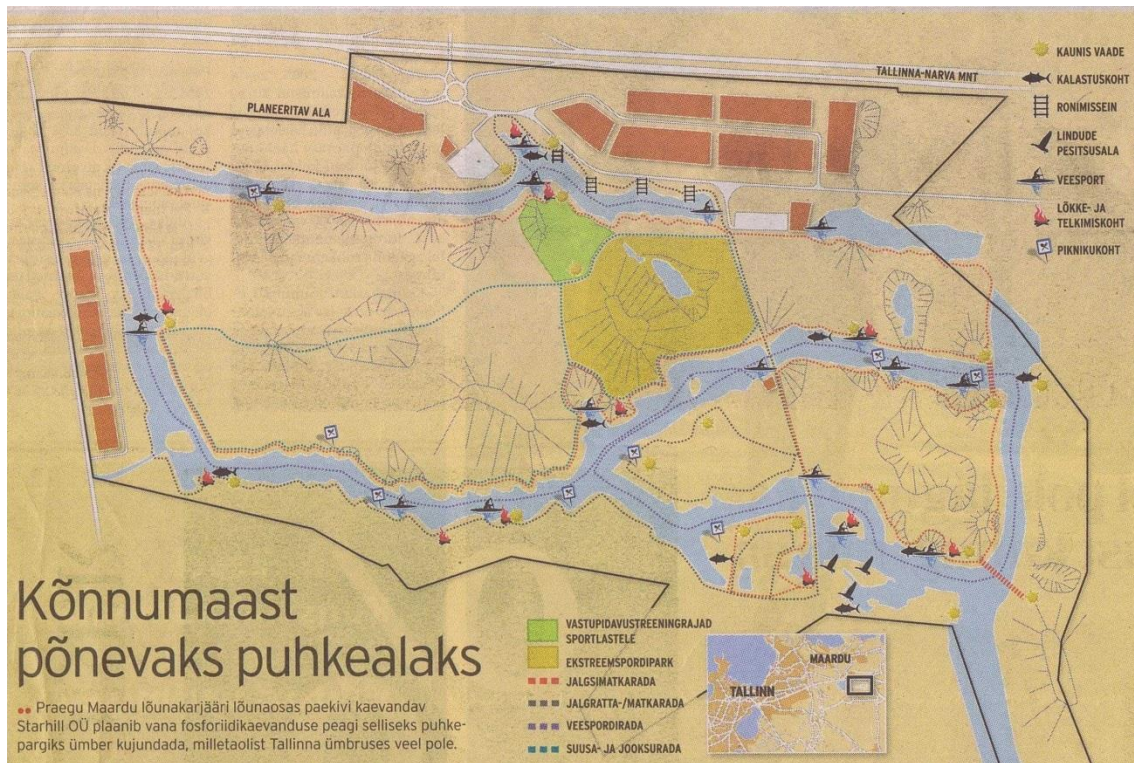 TALLINNA-NARVA MNT
PLANEERITAV ALA
KAUNIS VAADE
KALASTUSKOHT
RONIMISSEIN
LINDUDE
PESITSUSALA
VEESPORT
LÕKKE- JA
TELKIMISKOHT
PIKNIKUKOHT
Kõnnumaast
põnevaks puhkealaks
•• Praegu Maardu lõunakarjääri lõunaosas paekivi kaevandav
Starhill OÜ plaanib vana fosforiidikaevanduse peagi selliseks puhke-
pargiks ümber kujundada, milletaolist Tallinna ümbruses veel pole.
VASTUPIDAVUSTREENINGRAJAD
SPORTLASTELE
EKSTREEMSPORDIPARK
JALGSIMATKARADA
JALGRATTA-/MATKARADA
VEESPORDIRADA
SUUSA- JA JOOKSURADA
MAARDU
TALLINN